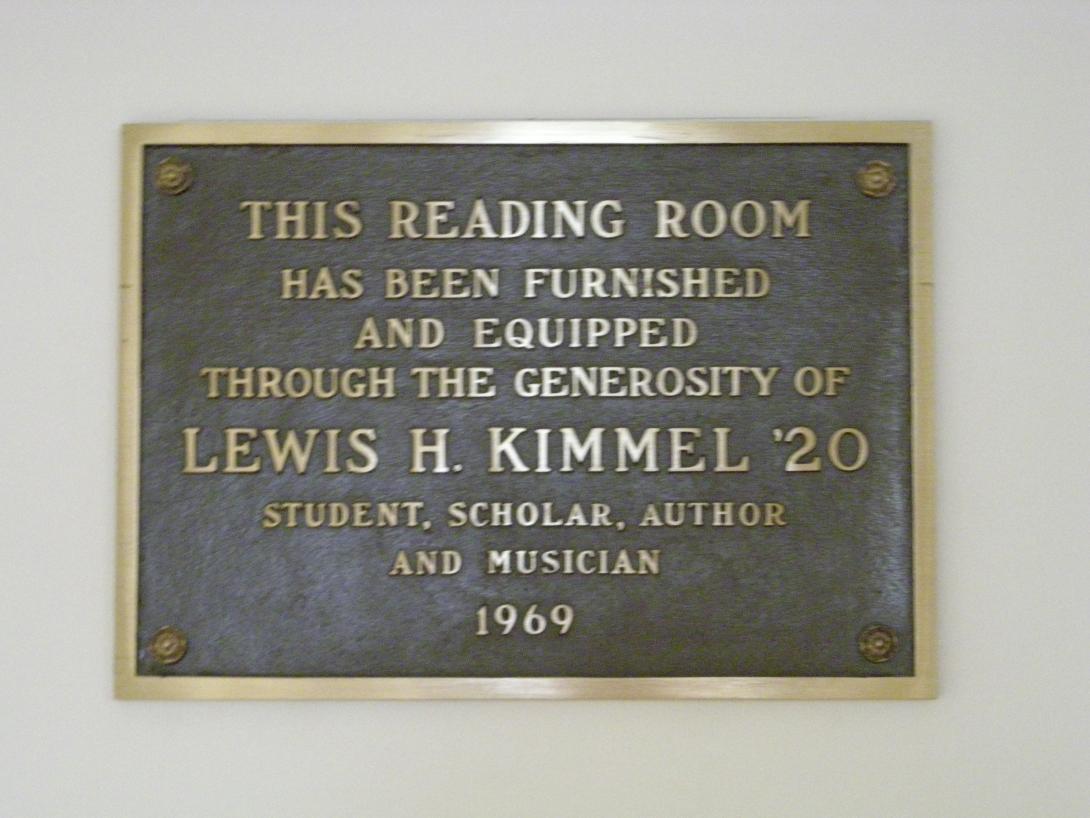 THIS READING ROOM
HAS BEEN FURNISHED
AND EQUIPPED
THROUGH THE GENEROSITY OF
LEWIS H. KIMMEL '20
STUDENT, SCHOLAR, AUTHOR
AND MUSICIAN
1969